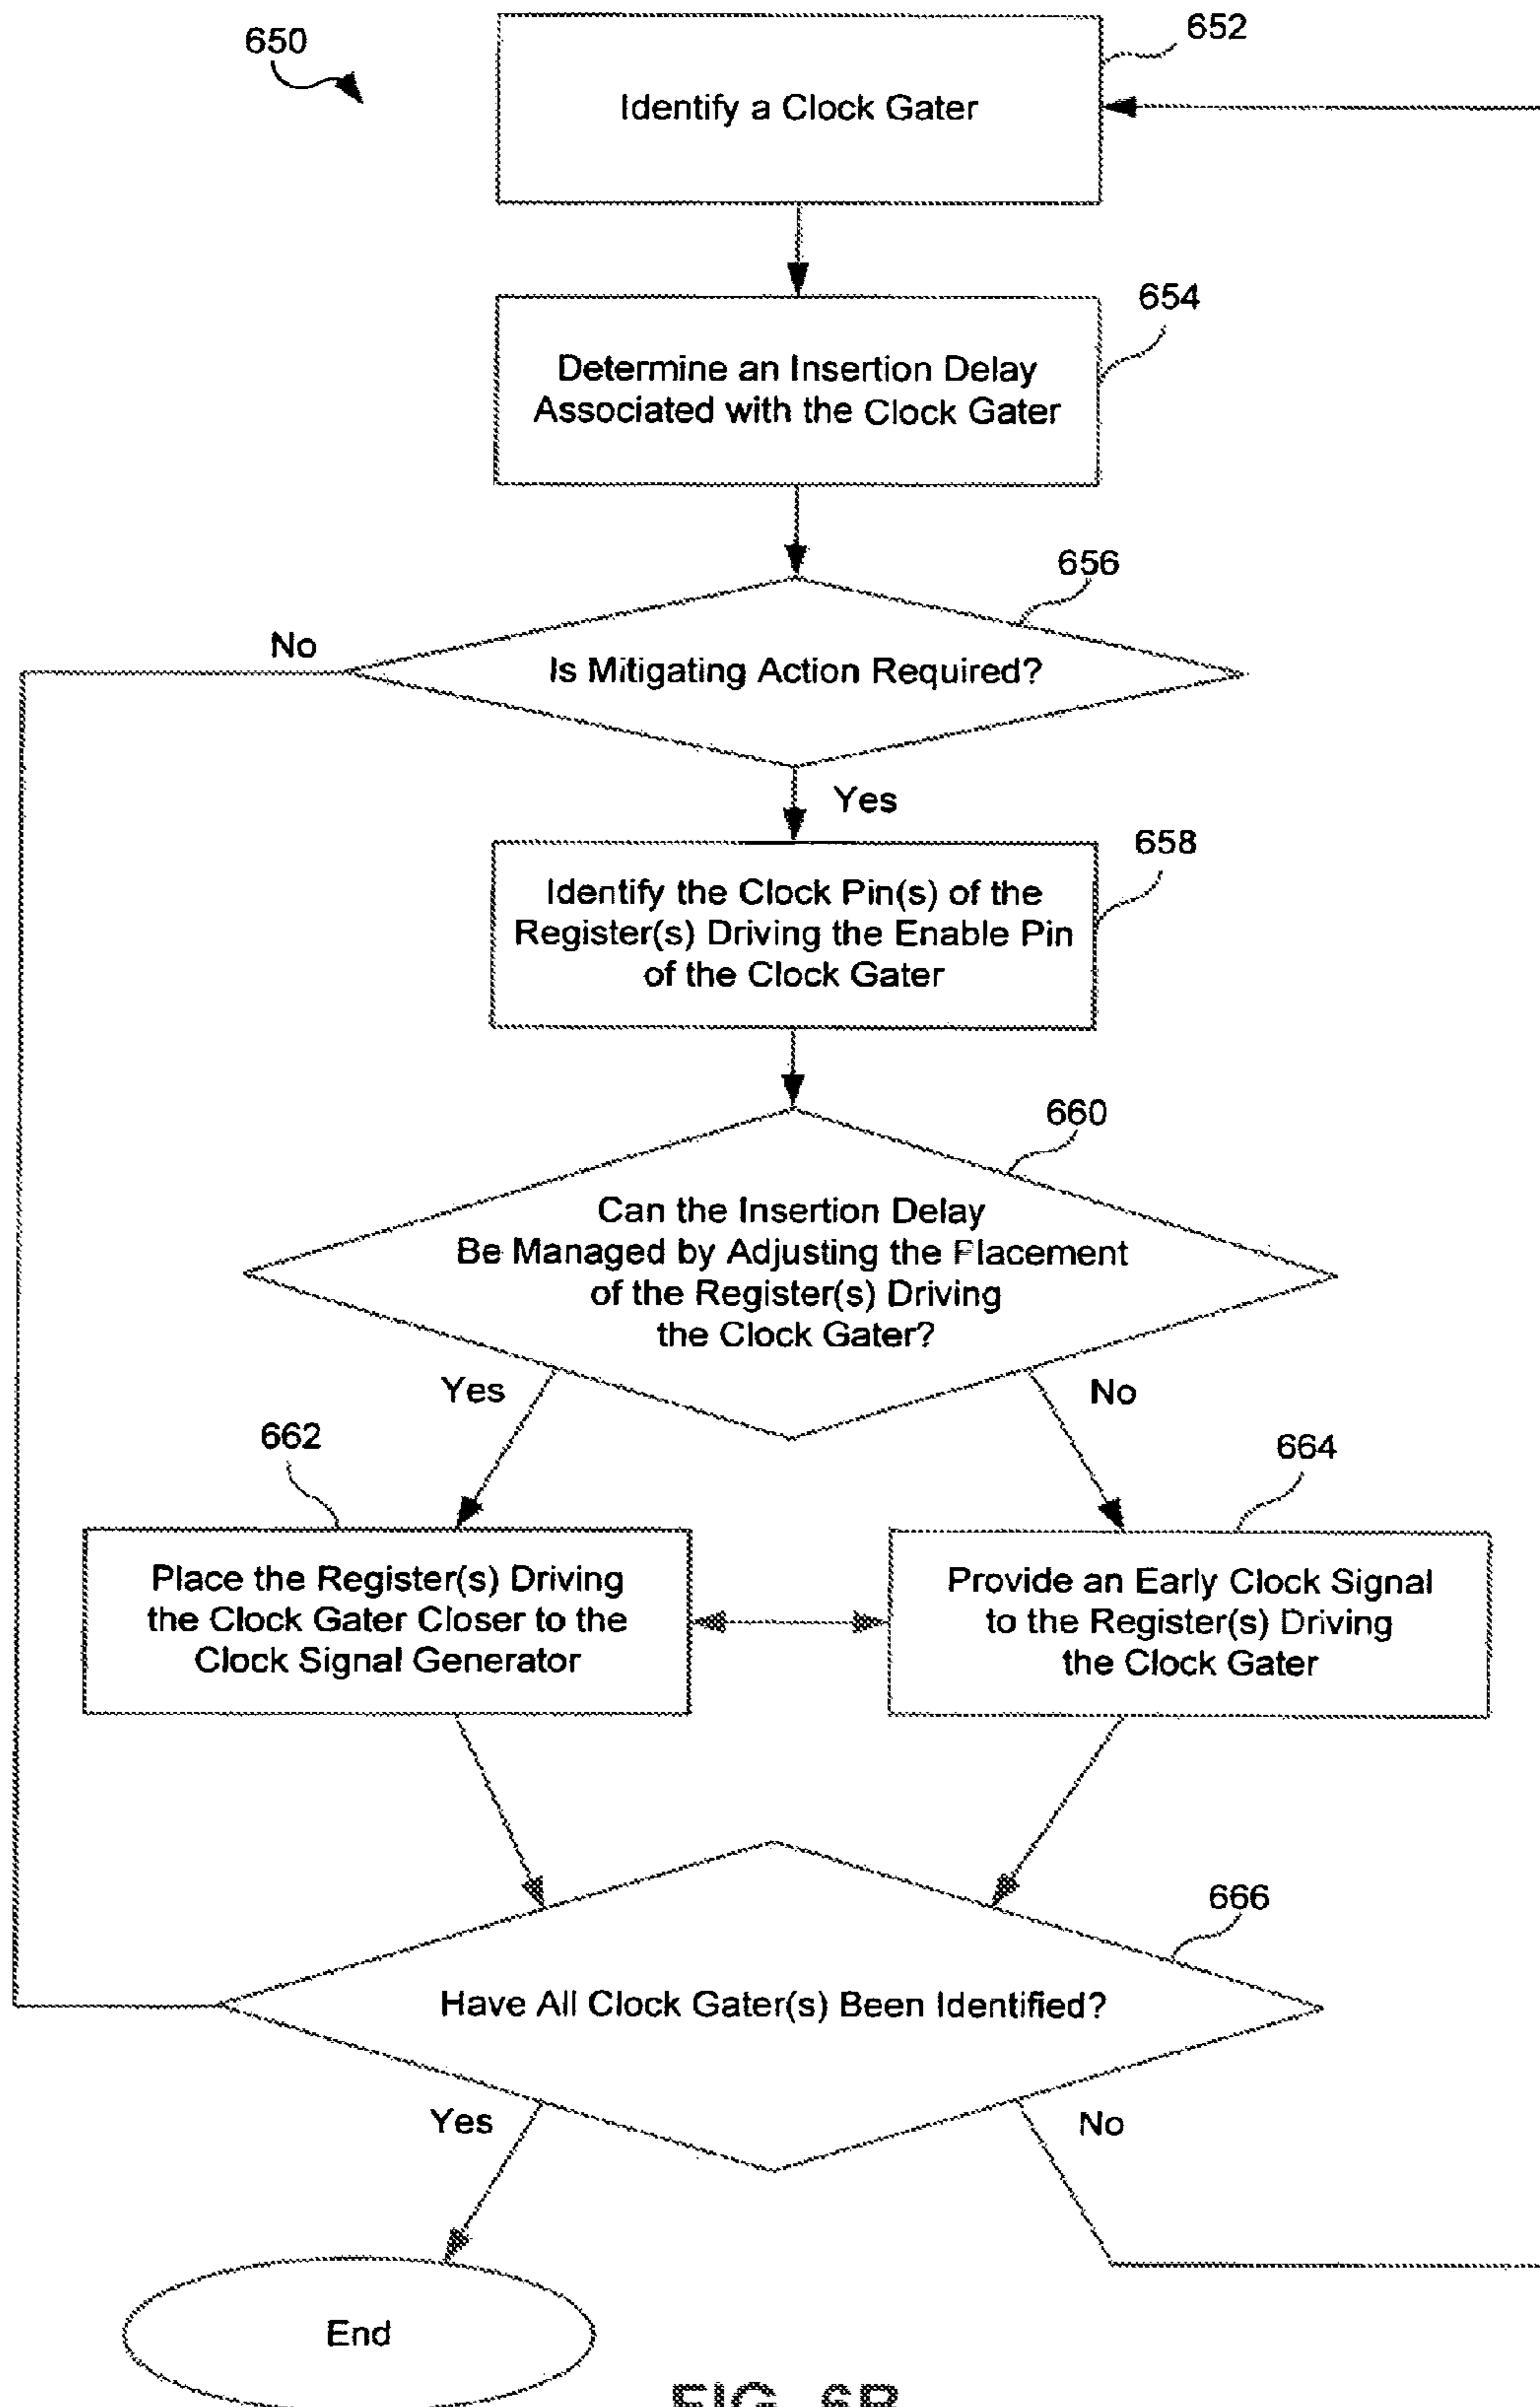 650
652
Identify a Clock Gater
654
Determine an Insertion Delay
Associated with the Clock Gater
656
No
Is Mitigating Action Required?
Yes
658
Identify the Clock Pin(s) of the
Register(s) Driving the Enable Pin
of the Clock Gater
660
Can the Insertion Delay
Be Managed by Adjusting the Placement
of the Register(s) Driving
the Clock Gater?
Yes
No
662
664
Place the Register(s) Driving
the Clock Gater Closer to the
Clock Signal Generator
Provide an Early Clock Signal
to the Register(s) Driving
the Clock Gater
666
Have All Clock Gater(s) Been Identified?
Yes
No
End
FIG. 6B